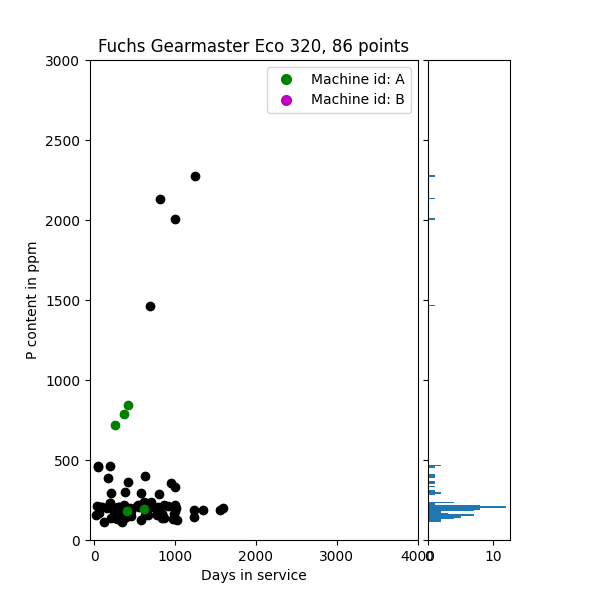 Fuchs Gearmaster Eco 320, 86 points
3000
2500
2000
1500
1000
500
0
P content in ppm
Machine id: A
Machine id: B
0 1000 2000 3000 4000
0 10
Days in service